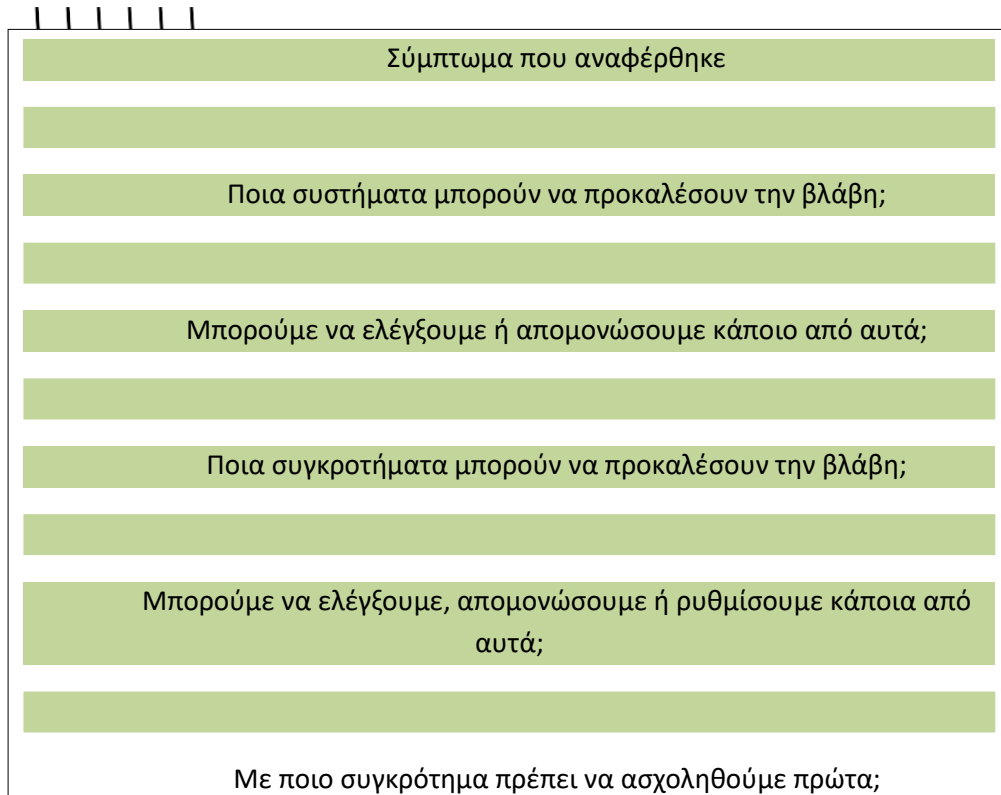 Σύμπτωμα που αναφέρθηκε
Ποια συστήματα μπορούν να προκαλέσουν την βλάβη;
Μπορούμε να ελέγξουμε ή απομονώσουμε κάποιο από αυτά;
Ποια συγκροτήματα μπορούν να προκαλέσουν την βλάβη;
Μπορούμε να ελέγξουμε, απομονώσουμε ή ρυθμίσουμε κάποια από
αυτά;
Με ποιο συγκρότημα πρέπει να ασχοληθούμε πρώτα;